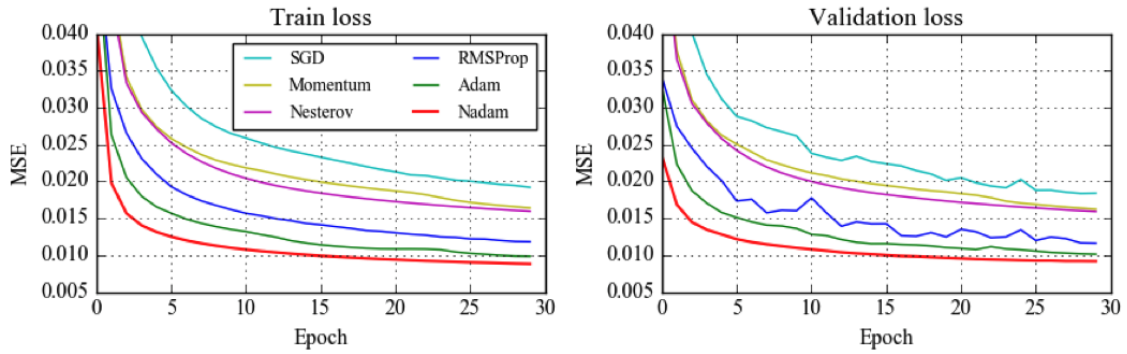 Train loss
MSE
0.040
0.035
0.030
0.025
0.020
0.015
0.010
0.005
SGD
Momentum
Nesterov
RMSProp
Adam
Nadam
0 5 10 15 20 25 30
Epoch
Validation loss
MSE
0.040
0.035
0.030
0.025
0.020
0.015
0.010
0.005
0 5 10 15 20 25 30
Epoch